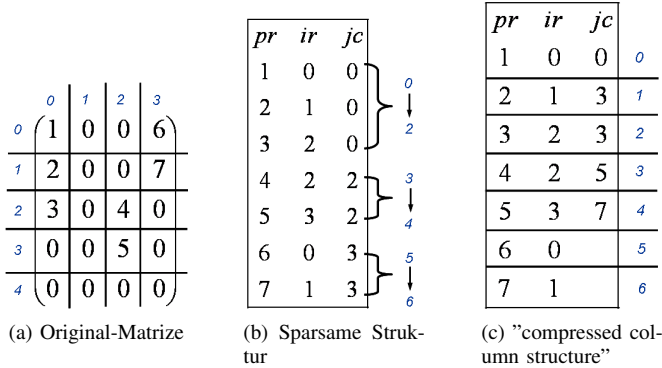 0 1 2 3
0 1 0 0 6
1 2 0 0 7
2 3 0 4 0
3 0 0 5 0
4 0 0 0 0
(a) Original-Matrize
pr ir jc
1 0 0
2 1 0
3 2 0
4 2 2
5 3 2
6 0 3
7 1 3
0
2
3
4
5
6
(b) Sparsame Struk-
tur
pr ir jc
1 0 0 0
2 1 3 1
3 2 3 2
4 2 5 3
5 3 7 4
6 0 5
7 1 6
(c) ”compressed col-
umn structure”